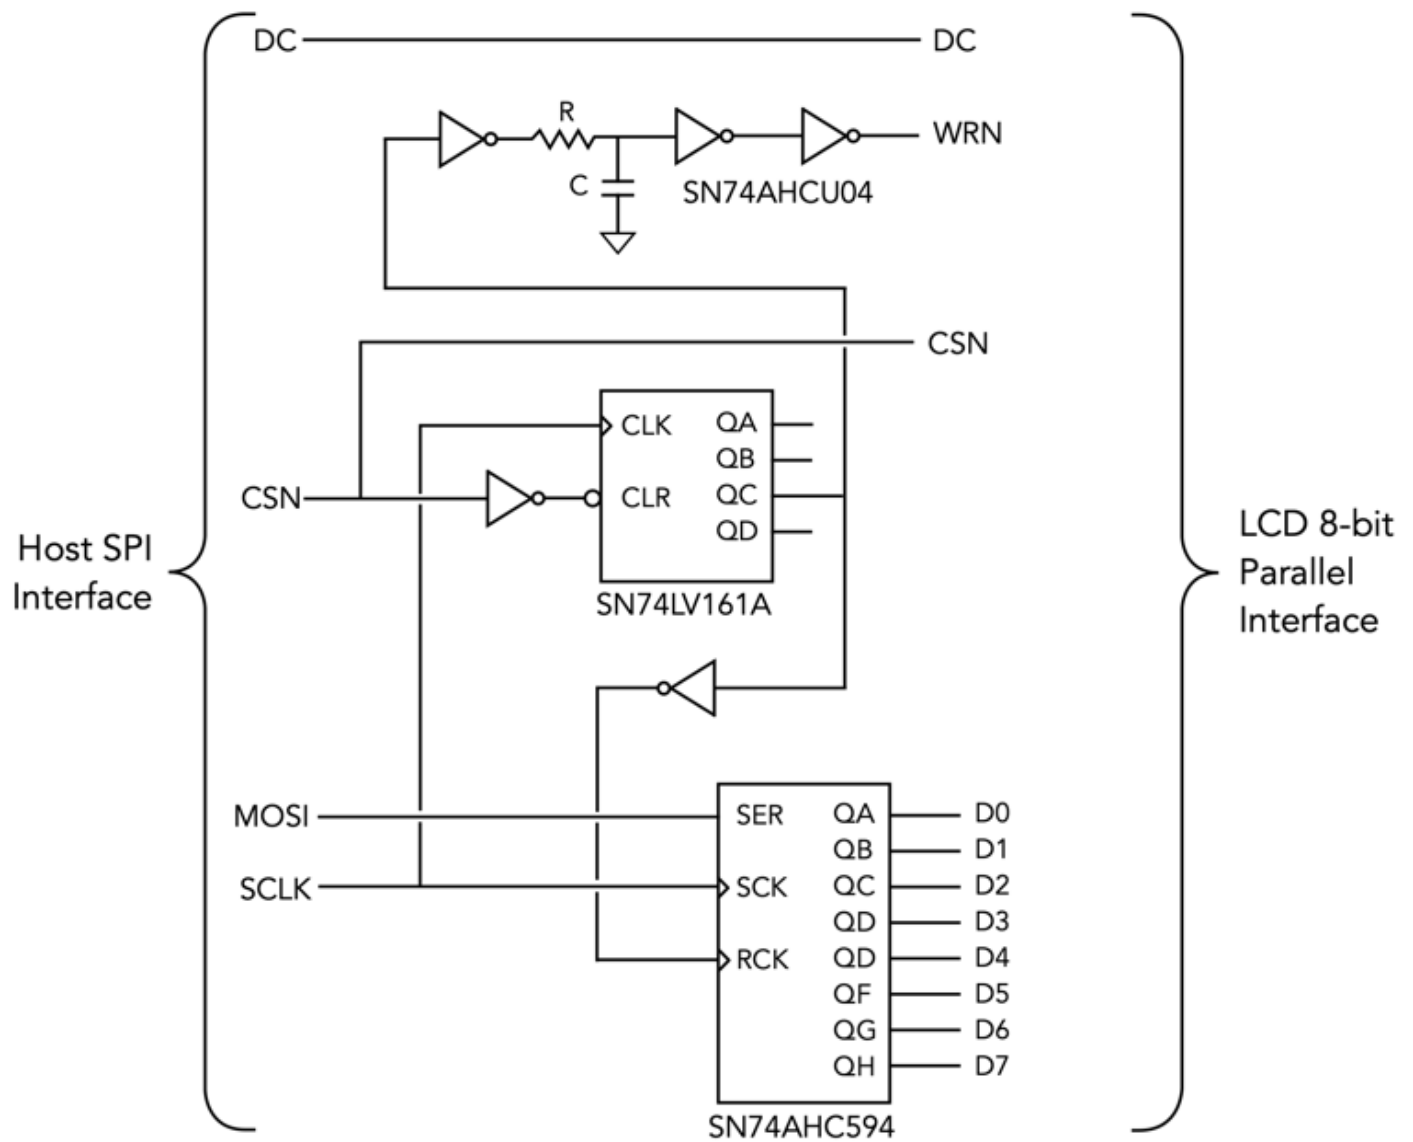 DC
DC
R
WRN
C
SN74AHCU04
CSN
CLK
QA
QB
CSN
CLR
QC
QD
Host SPI
Interface
LCD 8-bit
Parallel
Interface
SN74LV161A
MOSI
SER
QA
D0
QB
D1
SCLK
SCK
QC
D2
QD
D3
RCK
QD
D4
QF
D5
QG
D6
QH
D7
SN74AHC594